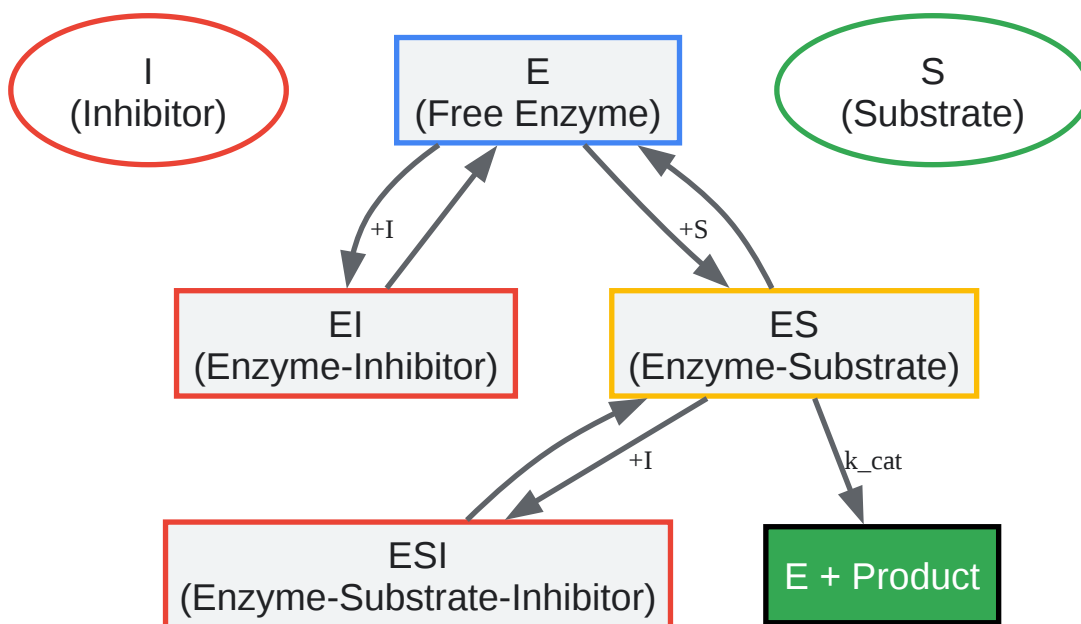 I
(Inhibitor)
E
(Free Enzyme)
S
(Substrate)
+I
+S
EI
(Enzyme-Inhibitor)
ES
(Enzyme-Substrate)
+I
k_cat
ESI
(Enzyme-Substrate-Inhibitor)
E + Product